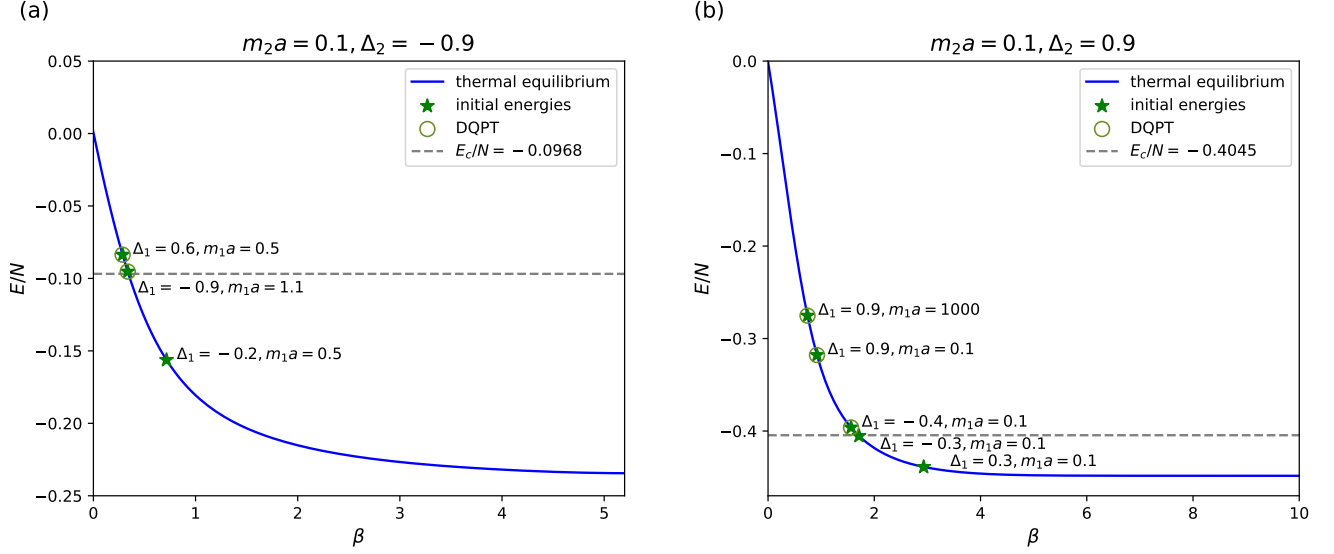 (a)
m₂a = 0.1, Δ₂ = −0.9
0.05
0.00
−0.05
−0.10
−0.15
−0.20
−0.25
E/N
thermal equilibrium
initial energies
DQPT
E_c/N = −0.0968
Δ₁ = 0.6, m₁a = 0.5
Δ₁ = −0.9, m₁a = 1.1
Δ₁ = −0.2, m₁a = 0.5
0 1 2 3 4 5
β
(b)
m₂a = 0.1, Δ₂ = 0.9
0.0
−0.1
−0.2
−0.3
−0.4
E/N
thermal equilibrium
initial energies
DQPT
E_c/N = −0.4045
Δ₁ = 0.9, m₁a = 1000
Δ₁ = 0.9, m₁a = 0.1
Δ₁ = −0.4, m₁a = 0.1
Δ₁ = −0.3, m₁a = 0.1
Δ₁ = 0.3, m₁a = 0.1
0 2 4 6 8 10
β